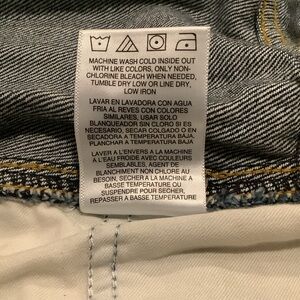 MACHINE WASH COLD INSIDE OUT
WITH LIKE COLORS, ONLY NON-
CHLORINE BLEACH WHEN NEEDED,
TUMBLE DRY LOW OR LINE DRY,
LOW IRON
LAVAR EN LAVADORA CON AGUA
FRIA AL REVES CON COLORES
SIMILARES, USAR SOLO
BLANQUEADOR SIN CLORO SI ES
NECESARIO, SECAR COLGADO O EN
SECADORA A TEMPERATURA BAJA,
PLANCHAR A TEMPERATURA BAJA
LAVER A L'ENVERS A LA MACHINE
A L'EAU FROIDE AVEC COULEURS
SEMBLABLES, AGENT DE
BLANCHIMENT NON CHLORE AU
BESOIN, SECHER A LA MACHINE A
BASSE TEMPERATURE OU
SUSPENDRE POUR SECHER,
REPASSER A BASSE TEMPERATURE